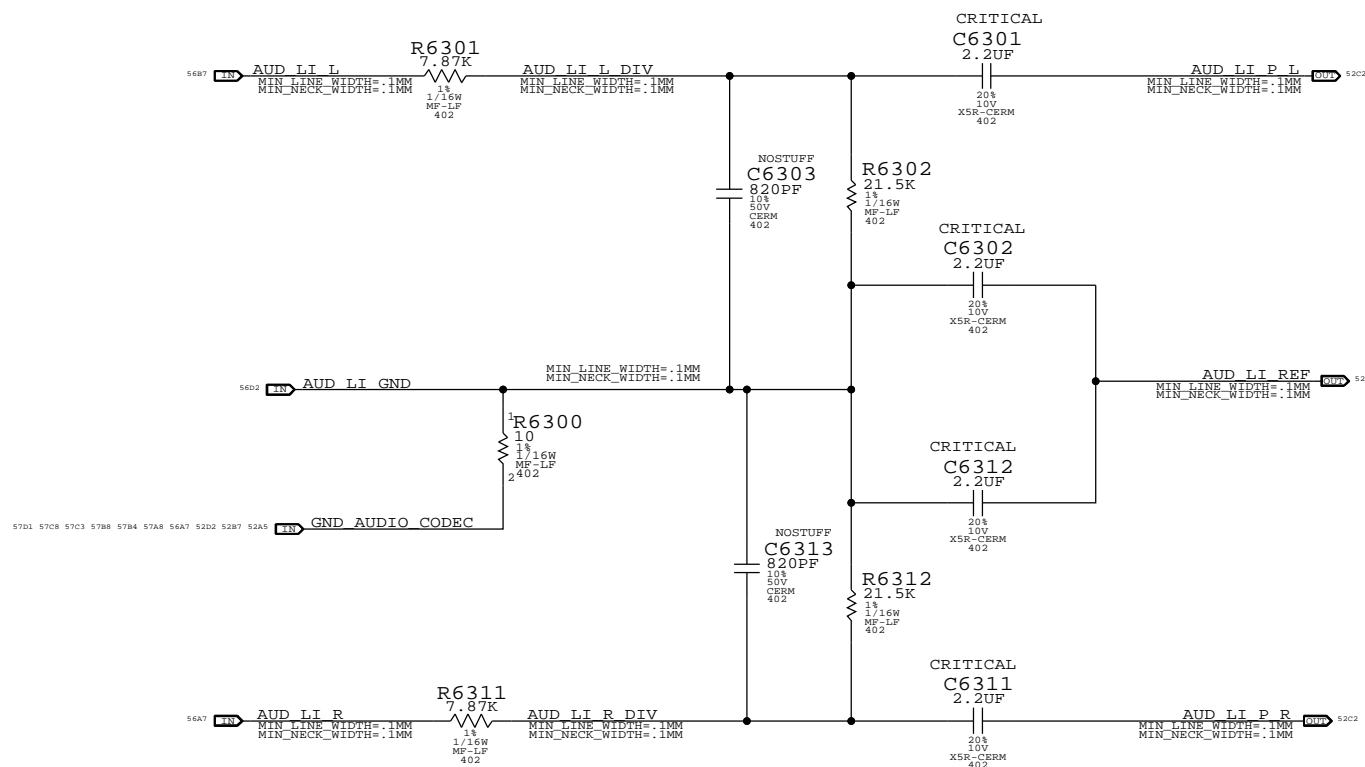 CRITICAL
C6301
2.2UF
20%
10V
X5R-CERM
402
R6301
7.87K
1%
1/16W
MF-LF
402
56B7 IN AUD_LI_L
MIN_LINE_WIDTH=.1MM
MIN_NECK_WIDTH=.1MM
AUD_LI_L_DIV
MIN_LINE_WIDTH=.1MM
MIN_NECK_WIDTH=.1MM
AUD_LI_P_L OUT 52C2
MIN_LINE_WIDTH=.1MM
MIN_NECK_WIDTH=.1MM
NOSTUFF
C6303
820PF
10%
50V
CERM
402
R6302
21.5K
1%
1/16W
MF-LF
402
CRITICAL
C6302
2.2UF
20%
10V
X5R-CERM
402
56D2 IN AUD_LI_GND
MIN_LINE_WIDTH=.1MM
MIN_NECK_WIDTH=.1MM
AUD_LI_REF OUT 52
MIN_LINE_WIDTH=.1MM
MIN_NECK_WIDTH=.1MM
1
R6300
10
1%
1/16W
MF-LF
402
2
57D1 57C8 57C3 57B8 57B4 57A8 56A7 52D2 52B7 52A5 IN GND_AUDIO_CODEC
CRITICAL
C6312
2.2UF
20%
10V
X5R-CERM
402
NOSTUFF
C6313
820PF
10%
50V
CERM
402
R6312
21.5K
1%
1/16W
MF-LF
402
CRITICAL
C6311
2.2UF
20%
10V
X5R-CERM
402
R6311
7.87K
1%
1/16W
MF-LF
402
56A7 IN AUD_LI_R
MIN_LINE_WIDTH=.1MM
MIN_NECK_WIDTH=.1MM
AUD_LI_R_DIV
MIN_LINE_WIDTH=.1MM
MIN_NECK_WIDTH=.1MM
AUD_LI_P_R OUT 52C2
MIN_LINE_WIDTH=.1MM
MIN_NECK_WIDTH=.1MM